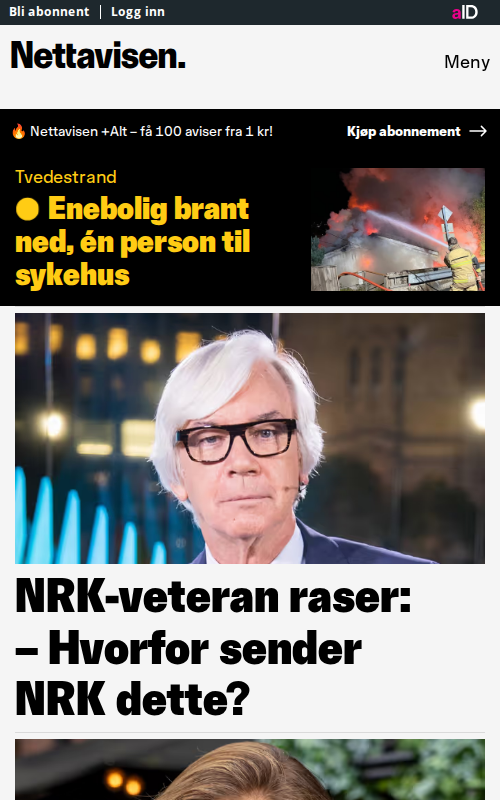 Bli abonnent | Logg inn
aID
Nettavisen.
Meny
🔥 Nettavisen +Alt – få 100 aviser fra 1 kr!
Kjøp abonnement →
Tvedestrand
Enebolig brant
ned, én person til
sykehus
NRK-veteran raser:
– Hvorfor sender
NRK dette?